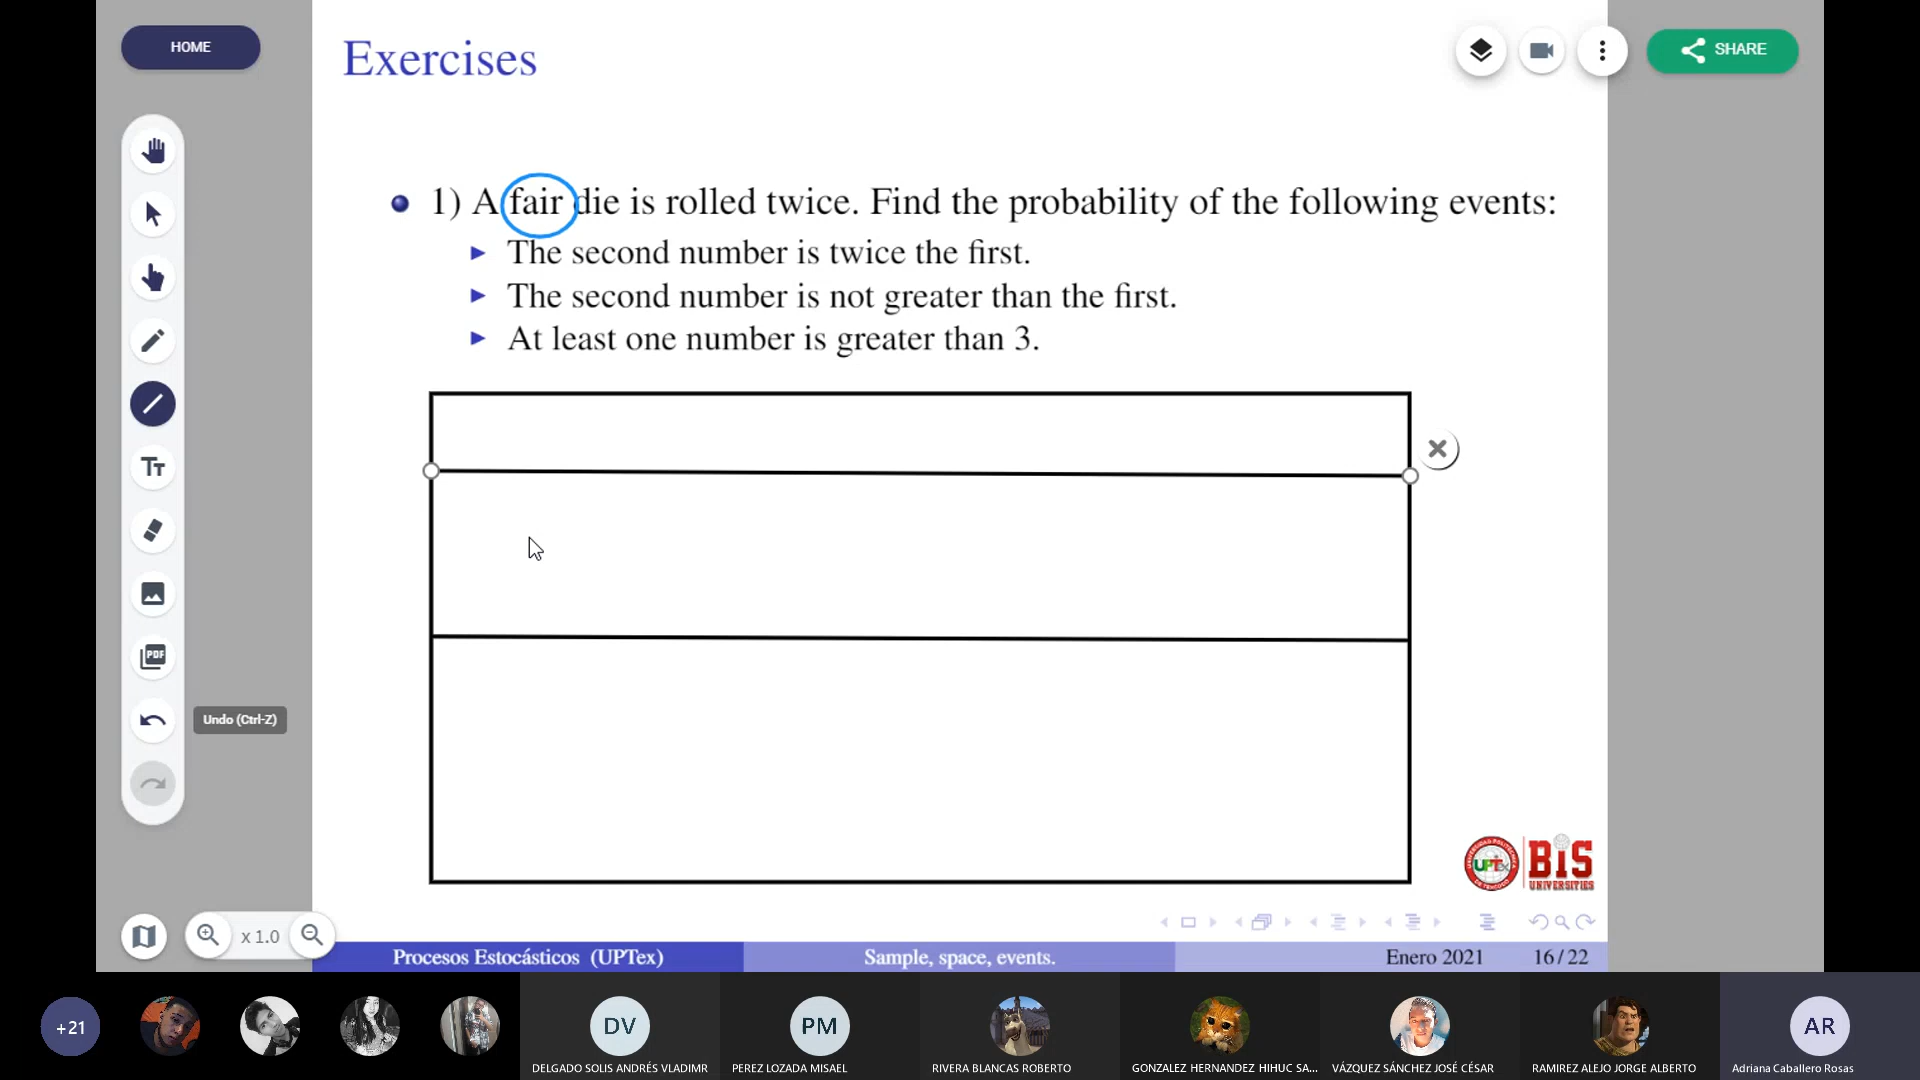 HOME
Exercises
SHARE
1) A fair die is rolled twice. Find the probability of the following events:
The second number is twice the first.
The second number is not greater than the first.
At least one number is greater than 3.
TT
PDF
Undo (Ctrl-Z)
x 1.0
UPTex
BIS
UNIVERSITIES
Procesos Estocásticos (UPTex)
Sample, space, events.
Enero 2021
16 / 22
+21
DV
PM
AR
DELGADO SOLIS ANDRÉS VLADIMR
PEREZ LOZADA MISAEL
RIVERA BLANCAS ROBERTO
GONZALEZ HERNANDEZ HIHUC SA...
VÁZQUEZ SÁNCHEZ JOSÉ CÉSAR
RAMIREZ ALEJO JORGE ALBERTO
Adriana Caballero Rosas